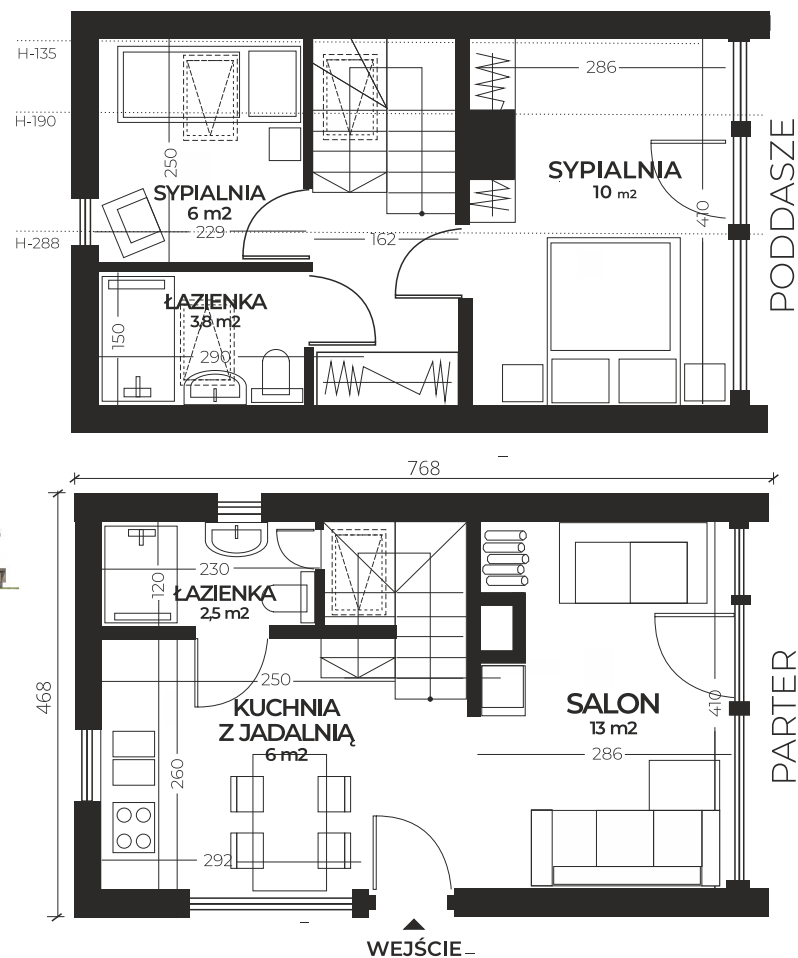 H-135
286
H-190
250
SYPIALNIA
6 m2
SYPIALNIA
10 m2
PODDASZE
229
162
410
H-288
ŁAZIENKA
3,8 m2
150
290
768
230
120
ŁAZIENKA
2,5 m2
250
468
KUCHNIA
Z JADALNIĄ
6 m2
SALON
13 m2
410
PARTER
286
260
292
WEJŚCIE